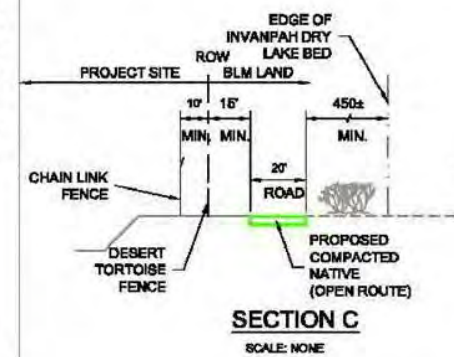 EDGE OF
INVANPAH DRY
LAKE BED
ROW
PROJECT SITE
BLM LAND
10'
15'
450±
MIN.
MIN.
MIN.
20'
ROAD
CHAIN LINK
FENCE
DESERT
TORTOISE
FENCE
PROPOSED
COMPACTED
NATIVE
(OPEN ROUTE)
SECTION C
SCALE: NONE